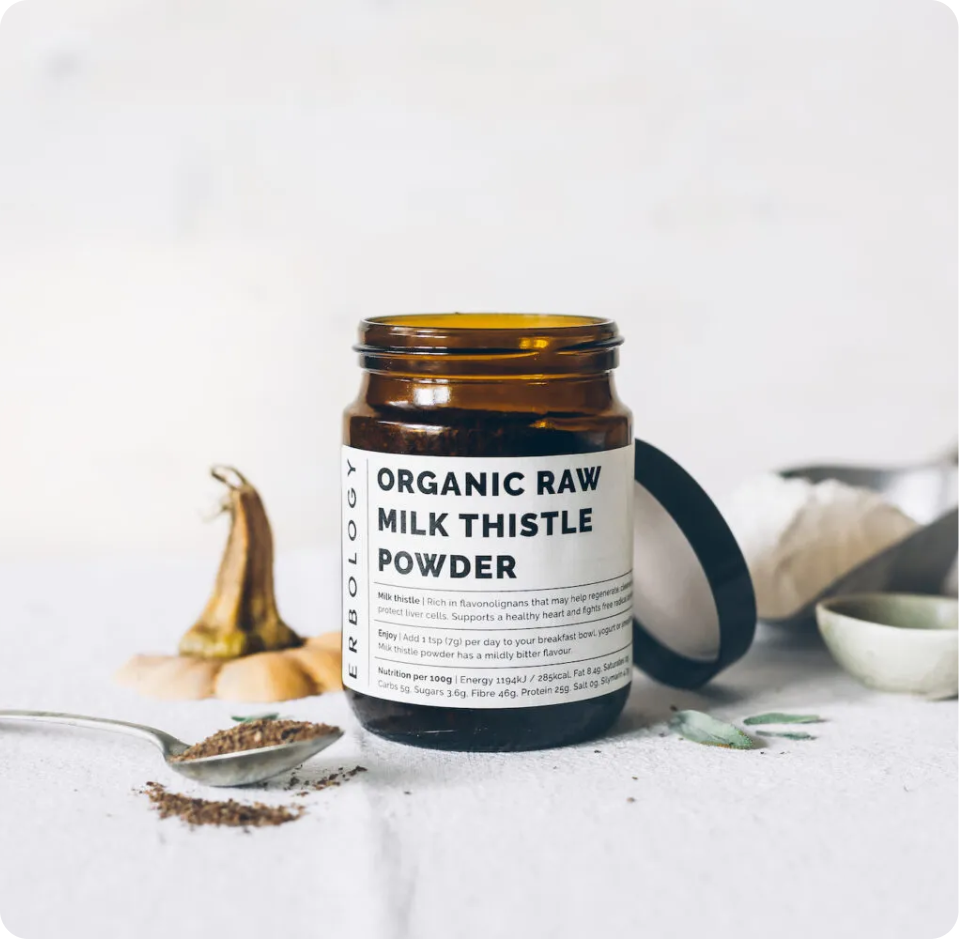 ERBOLOGY
ORGANIC RAW
MILK THISTLE
POWDER
Milk thistle | Rich in flavonolignans that may help regenerate
protect liver cells. Supports a healthy heart and fights free radical
Enjoy | Add 1 tsp (7g) per day to your breakfast bowl, yogurt or
Milk thistle powder has a mildly bitter flavour.
Nutrition per 100g | Energy 1194kJ / 285kcal, Fat 8.4g,
Carbs 5g, Sugars 3.6g, Fibre 46g, Protein 25g, Salt 0g, Silymarin